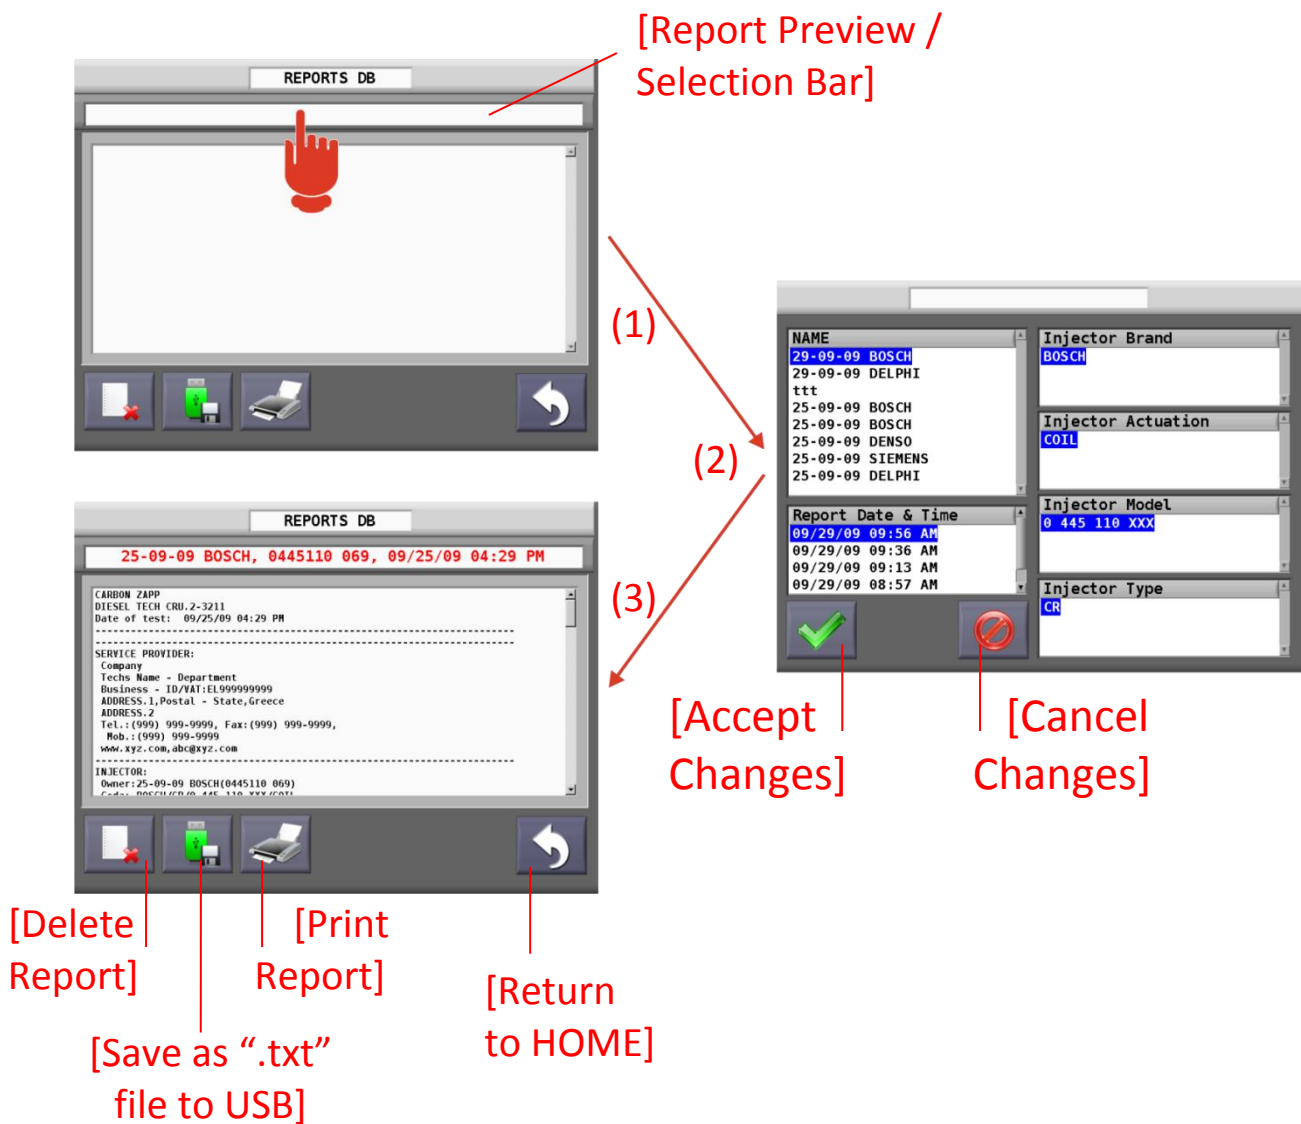 [Report Preview /
Selection Bar]
REPORTS DB
(1)
NAME
29-09-09 BOSCH
29-09-09 DELPHI
ttt
25-09-09 BOSCH
25-09-09 BOSCH
25-09-09 DENSO
25-09-09 SIEMENS
25-09-09 DELPHI
Report Date & Time
09/29/09 09:56 AM
09/29/09 09:36 AM
09/29/09 09:13 AM
09/29/09 08:57 AM
Injector Brand
BOSCH
Injector Actuation
COIL
Injector Model
0 445 110 XXX
Injector Type
CR
(2)
[Accept
Changes]
[Cancel
Changes]
(3)
REPORTS DB
25-09-09 BOSCH, 0445110 069, 09/25/09 04:29 PM
CARBON ZAPP
DIESEL TECH CRU.2-3211
Date of test: 09/25/09 04:29 PM
SERVICE PROVIDER:
Company
Techs Name - Department
Business - ID/VAT:EL999999999
ADDRESS.1,Postal - State,Greece
ADDRESS.2
Tel.:(999) 999-9999, Fax:(999) 999-9999,
Mob.:(999) 999-9999
www.xyz.com,abc@xyz.com
INJECTOR:
Owner:25-09-09 BOSCH(0445110 069)
Code: BOSCH/CR/0 445 110 XXX/COIL
[Delete
Report]
[Save as “.txt”
file to USB]
[Print
Report]
[Return
to HOME]